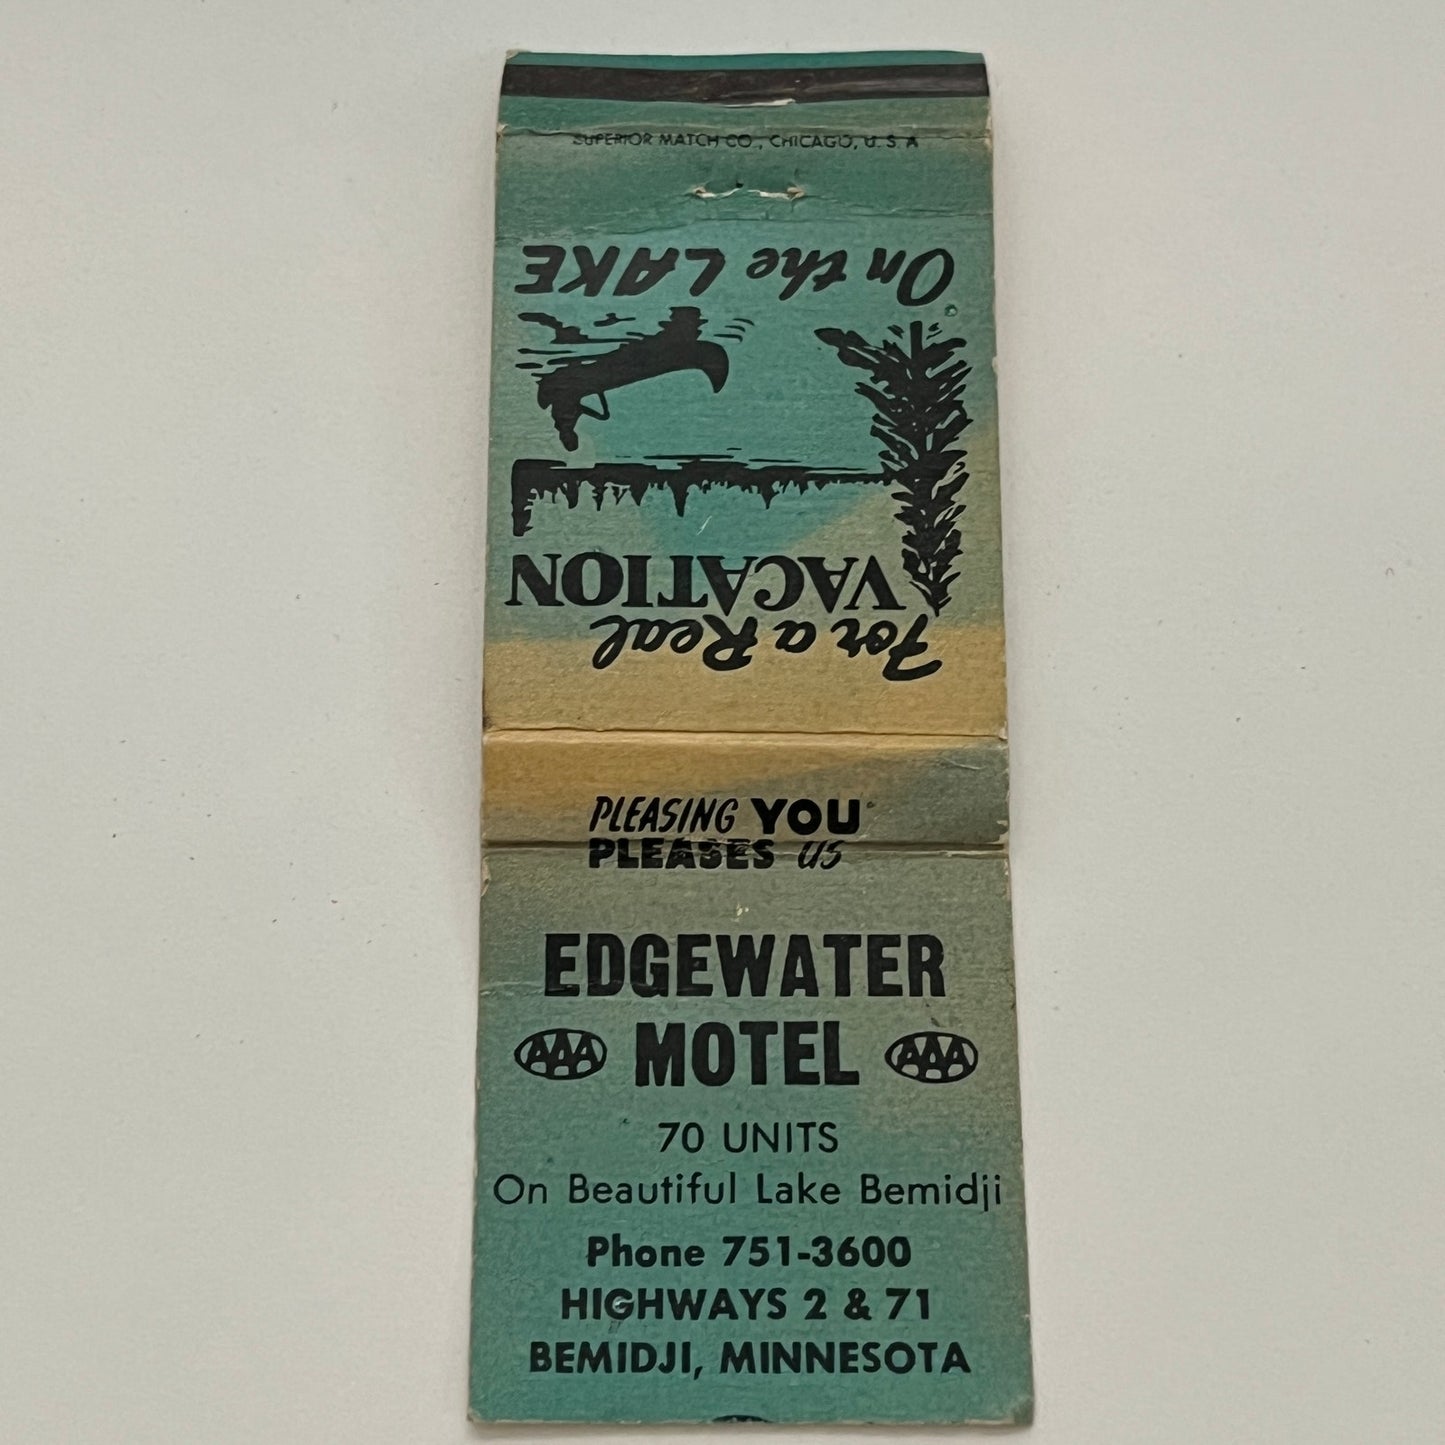 SUPERIOR MATCH CO., CHICAGO, U. S. A
For a Real
VACATION
On the LAKE
PLEASING YOU
PLEASES US
EDGEWATER
AAA MOTEL AAA
70 UNITS
On Beautiful Lake Bemidji
Phone 751-3600
HIGHWAYS 2 & 71
BEMIDJI, MINNESOTA